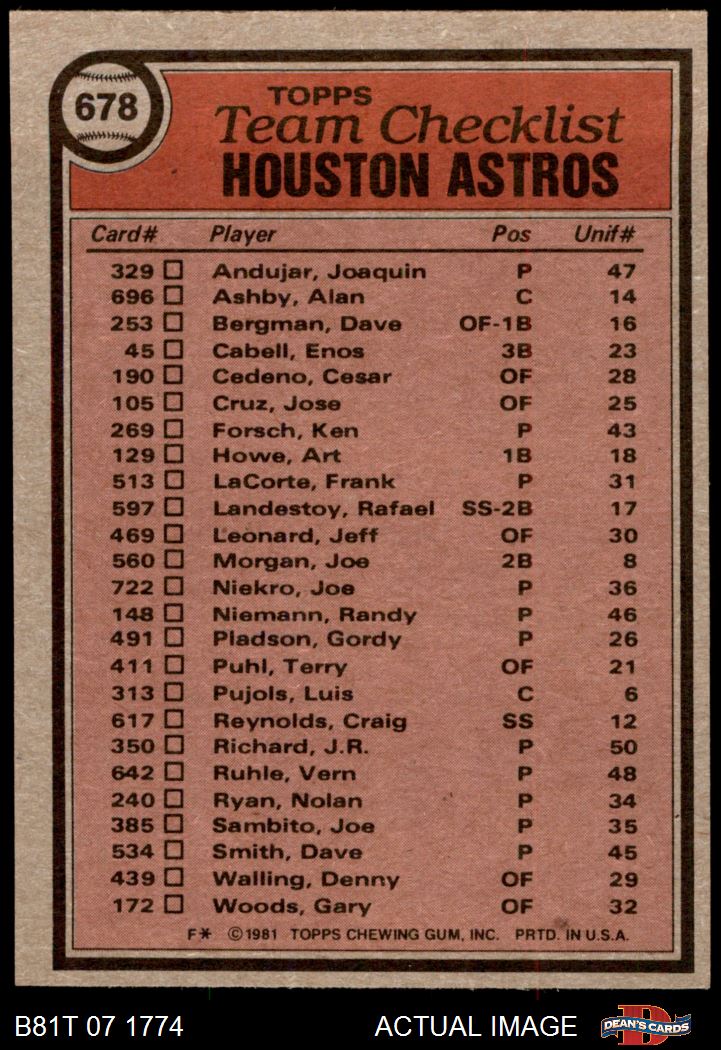 678
TOPPS
Team Checklist
HOUSTON ASTROS
Card# Player Pos Unif#
329 Andujar, Joaquin P 47
696 Ashby, Alan C 14
253 Bergman, Dave OF-1B 16
45 Cabell, Enos 3B 23
190 Cedeno, Cesar OF 28
105 Cruz, Jose OF 25
269 Forsch, Ken P 43
129 Howe, Art 1B 18
513 LaCorte, Frank P 31
597 Landestoy, Rafael SS-2B 17
469 Leonard, Jeff OF 30
560 Morgan, Joe 2B 8
722 Niekro, Joe P 36
148 Niemann, Randy P 46
491 Pladson, Gordy P 26
411 Puhl, Terry OF 21
313 Pujols, Luis C 6
617 Reynolds, Craig SS 12
350 Richard, J.R. P 50
642 Ruhle, Vern P 48
240 Ryan, Nolan P 34
385 Sambito, Joe P 35
534 Smith, Dave P 45
439 Walling, Denny OF 29
172 Woods, Gary OF 32
F* ©1981 TOPPS CHEWING GUM, INC. PRTD. IN U.S.A.
B81T 07 1774 ACTUAL IMAGE DEAN'S CARDS